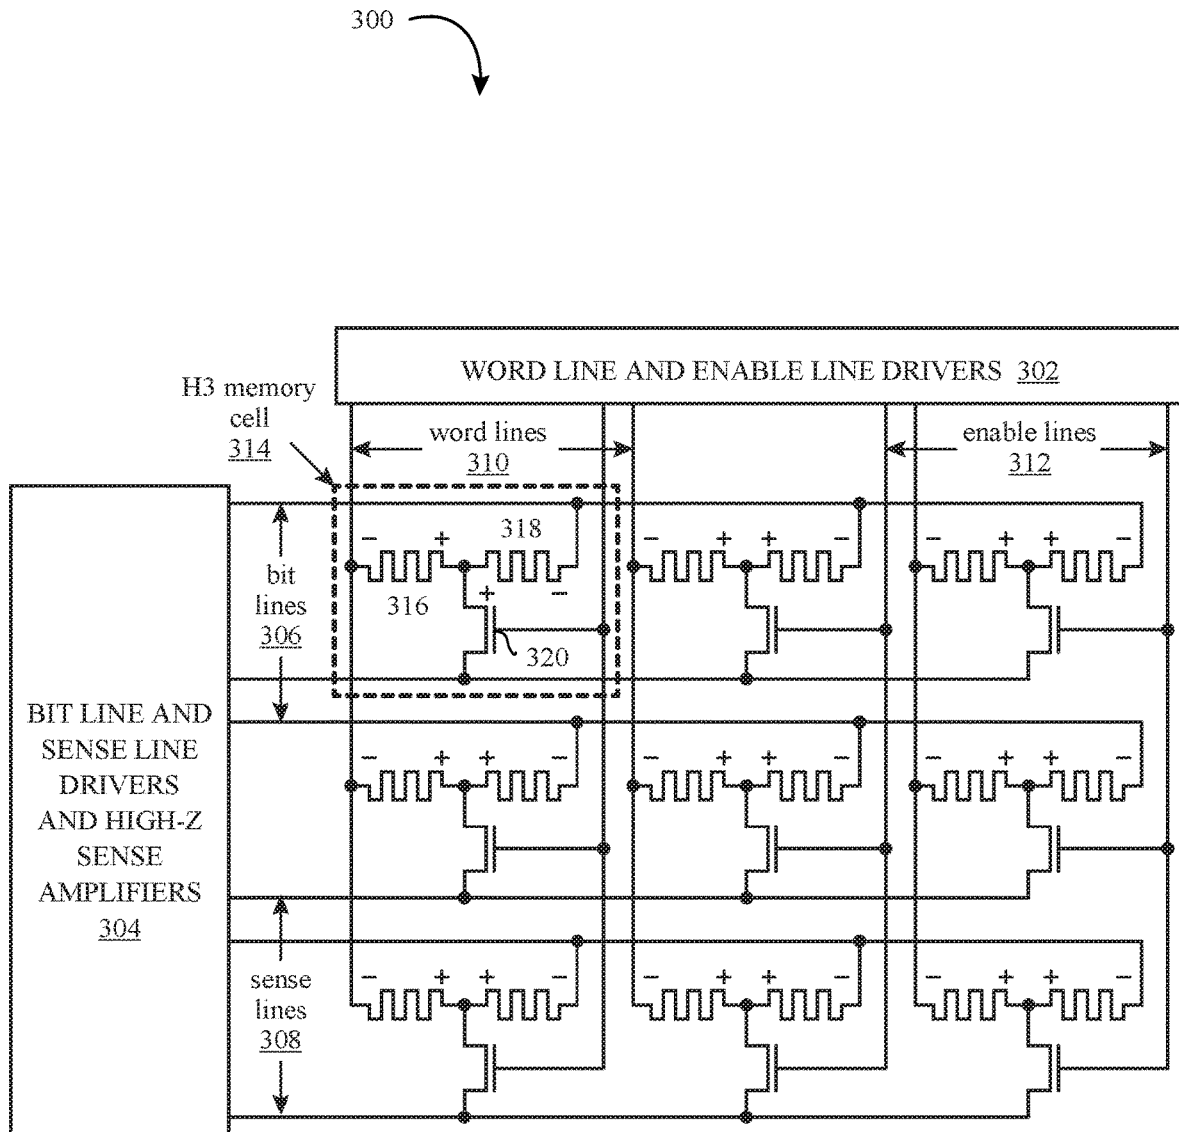 300
WORD LINE AND ENABLE LINE DRIVERS 302
H3 memory
cell
314
word lines
310
enable lines
312
- + 318 - + + - - + + -
bit
lines
306
316 + -
320
BIT LINE AND
SENSE LINE
DRIVERS
AND HIGH-Z
SENSE
AMPLIFIERS
304
- + + - - + + - - + + -
sense
lines
308
- + + - - + + - - + + -